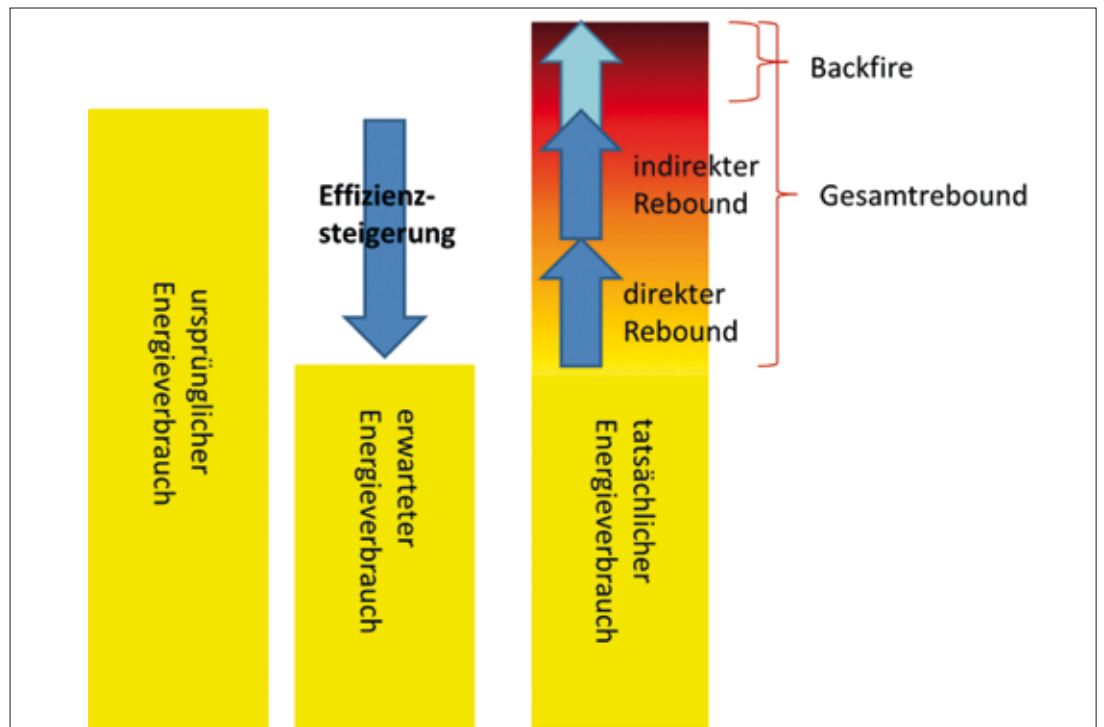 ursprünglicher
Energieverbrauch
Effizienz-
steigerung
erwarteter
Energieverbrauch
tatsächlicher
Energieverbrauch
direkter
Rebound
indirekter
Rebound
Backfire
Gesamtrebound